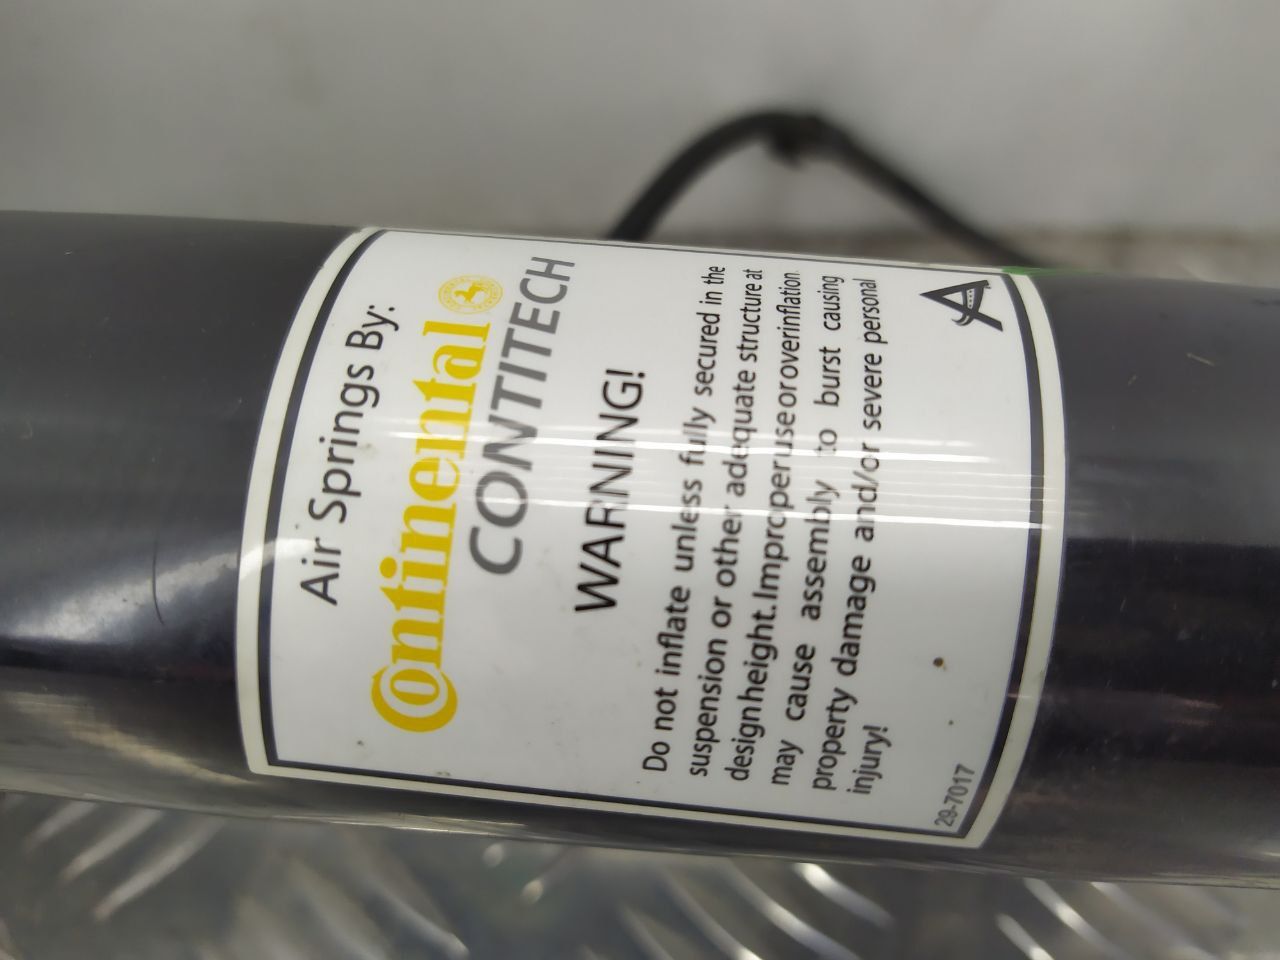 Air Springs By:
Continental
CONTITECH
WARNING!
Do not inflate unless fully secured in the
suspension or other adequate structure at
design height. Improper use or overinflation
may cause assembly to burst causing
property damage and/or severe personal
injury!
29-7017